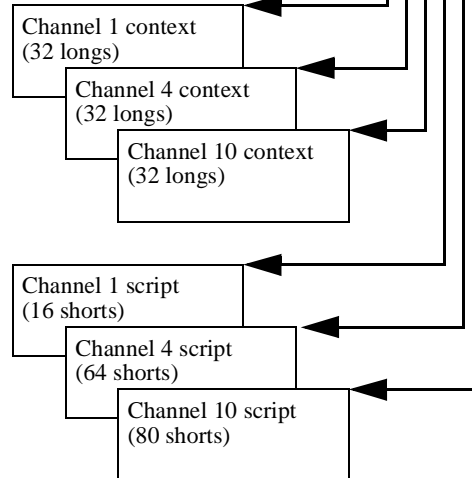 Channel 1 context
(32 longs)
Channel 4 context
(32 longs)
Channel 10 context
(32 longs)
Channel 1 script
(16 shorts)
Channel 4 script
(64 shorts)
Channel 10 script
(80 shorts)